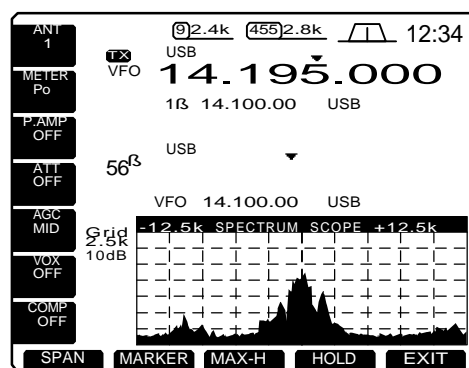 ANT
1
METER
Po
P.AMP
OFF
ATT
OFF
AGC
MID
VOX
OFF
COMP
OFF
9 2.4k 455 2.8k 12:34
TX USB
VFO 14.195.000
1ß 14.100.00 USB
USB
56ß
VFO 14.100.00 USB
Grid
2.5k
10dB
-12.5k SPECTRUM SCOPE +12.5k
SPAN MARKER MAX-H HOLD EXIT